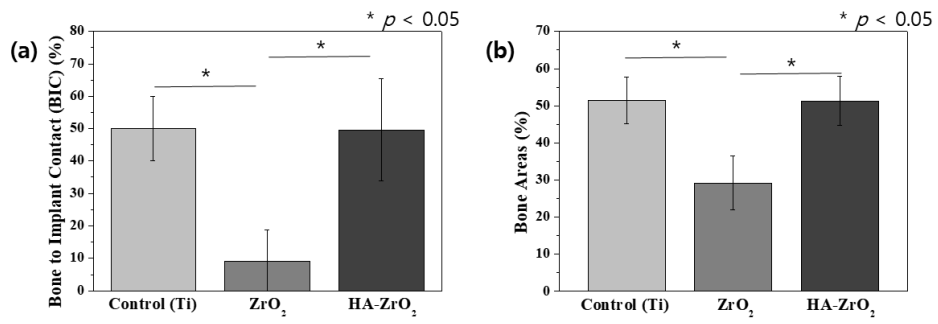 (a)
* p < 0.05
Bone to Implant Contact (BIC) (%)
80
70
60
50
40
30
20
10
0
*
*
Control (Ti)
ZrO₂
HA-ZrO₂
(b)
* p < 0.05
Bone Areas (%)
70
60
50
40
30
20
10
0
*
*
Control (Ti)
ZrO₂
HA-ZrO₂